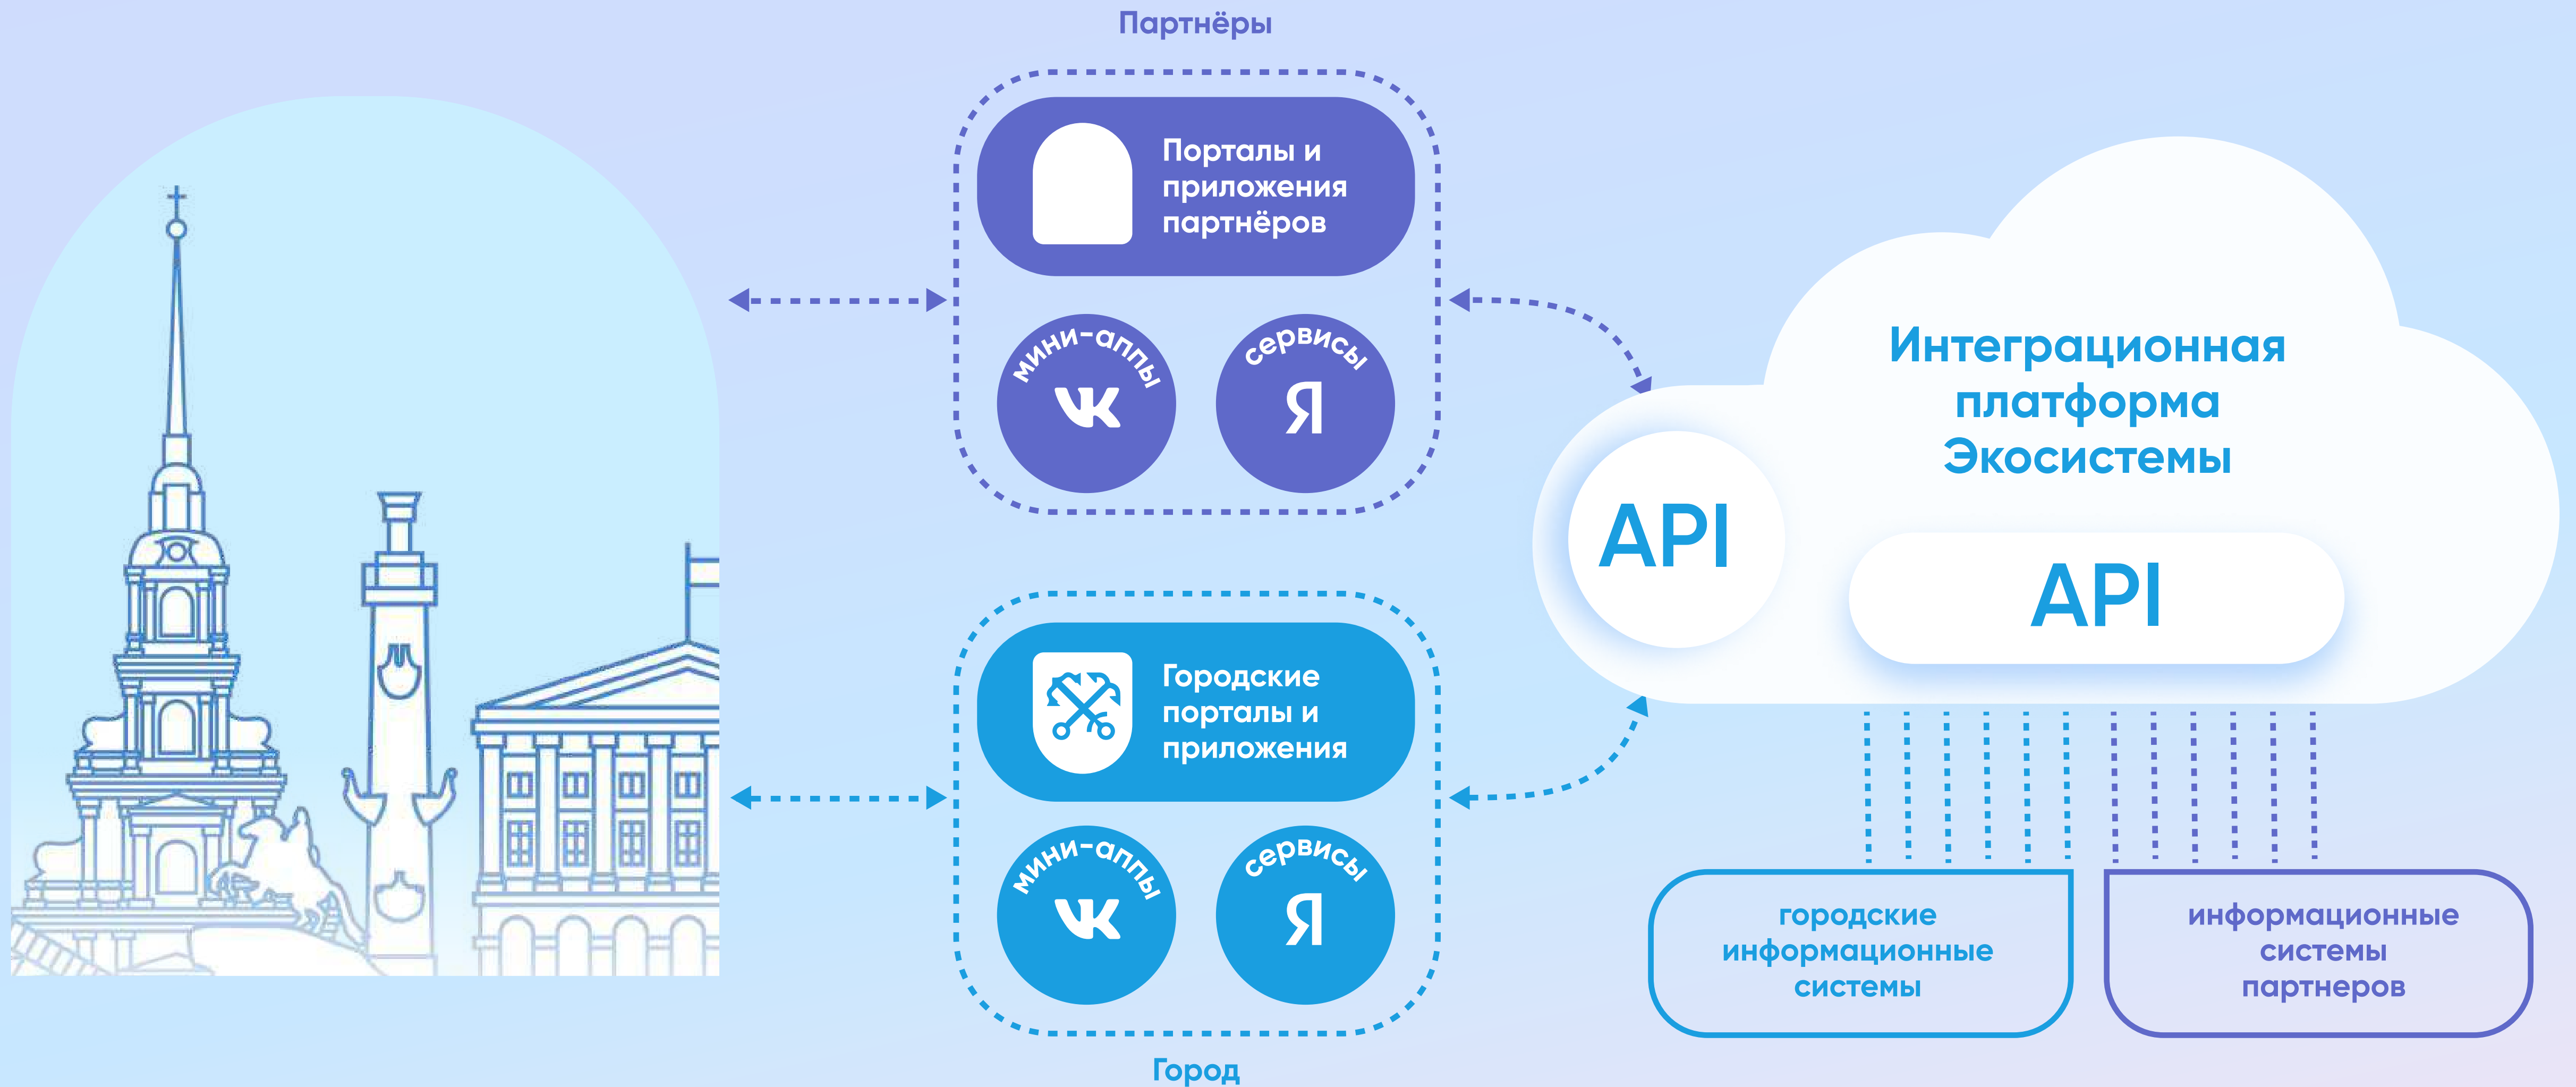 Партнёры
Порталы и
приложения
партнёров
мини-аппы
сервисы
Я
Городские
порталы и
приложения
мини-аппы
сервисы
Я
Город
Интеграционная
платформа
Экосистемы
API
API
городские
информационные
системы
информационные
системы
партнеров